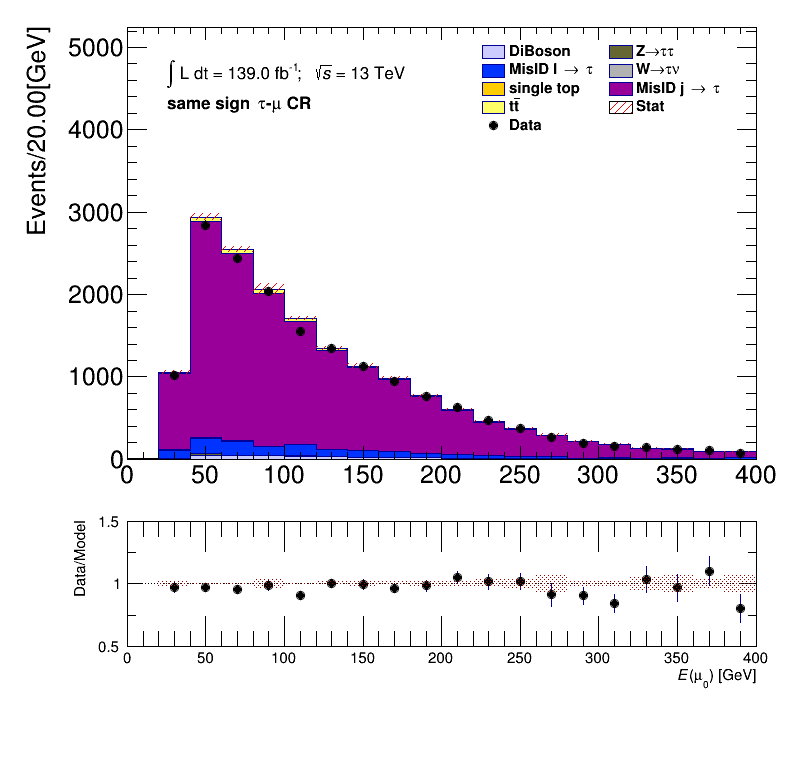 Events/20.00[GeV]
5000
4000
3000
2000
1000
0
∫ L dt = 139.0 fb⁻¹; √s = 13 TeV
same sign τ-μ CR
DiBoson
MisID l → τ
single top
tt̄
Data
Z→ττ
W→τν
MisID j → τ
Stat
0 50 100 150 200 250 300 350 400
Data/Model
1.5
1
0.5
0 50 100 150 200 250 300 350 400
E(μ₀) [GeV]